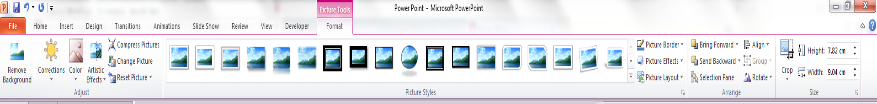 Picture Tools
Power Point - Microsoft PowerPoint
File Home Insert Design Transitions Animations Slide Show Review View Developer Format
Remove Background
Corrections
Color
Artistic Effects
Compress Pictures
Change Picture
Reset Picture
Adjust
Picture Styles
Picture Border
Picture Effects
Picture Layout
Bring Forward
Send Backward
Selection Pane
Align
Group
Rotate
Arrange
Crop
Height: 7.82 cm
Width: 9.04 cm
Size